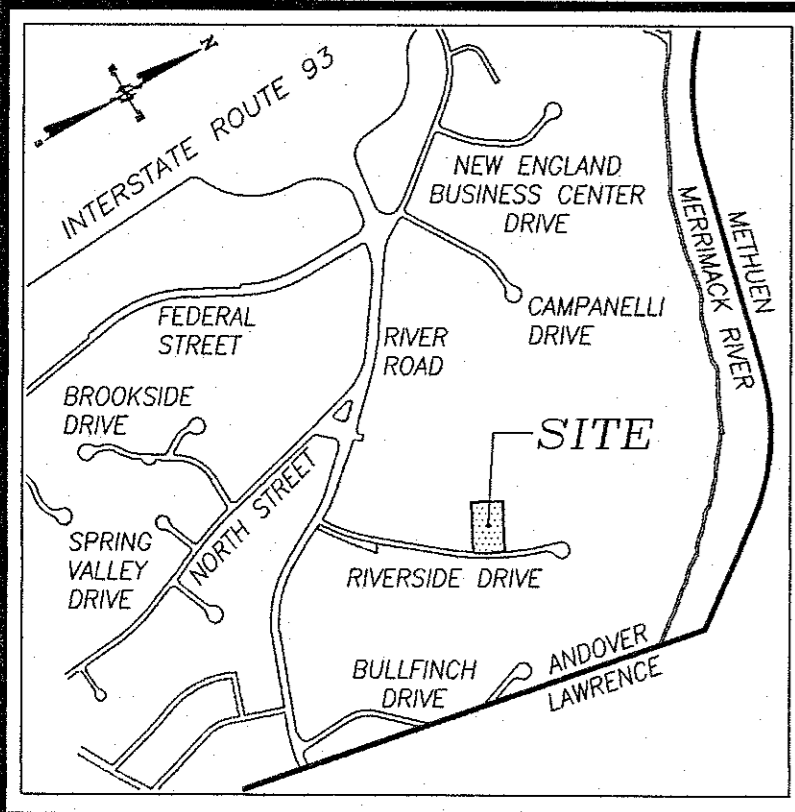 N
INTERSTATE ROUTE 93
NEW ENGLAND
BUSINESS CENTER
DRIVE
METHUEN
MERRIMACK RIVER
CAMPANELLI
DRIVE
FEDERAL
STREET
RIVER
ROAD
BROOKSIDE
DRIVE
SITE
NORTH STREET
SPRING
VALLEY
DRIVE
RIVERSIDE DRIVE
BULLFINCH
DRIVE
ANDOVER
LAWRENCE